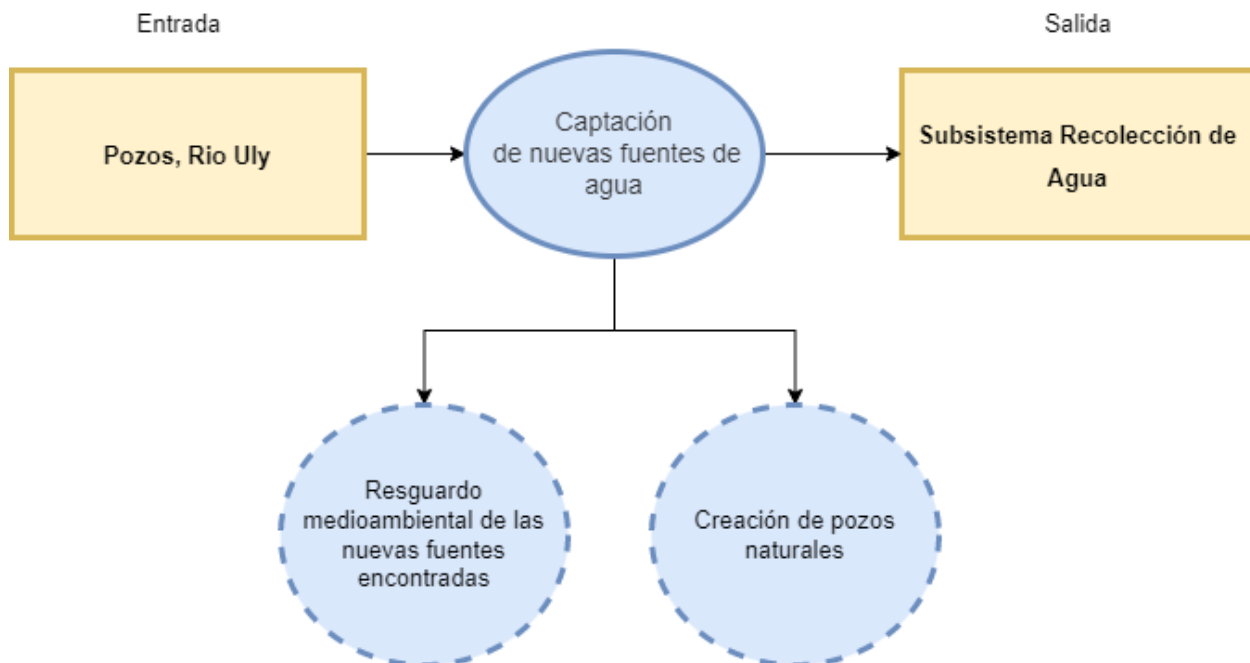 Entrada
Salida
Pozos, Rio Uly
Captación
de nuevas fuentes de
agua
Subsistema Recolección de
Agua
Resguardo
medioambiental de las
nuevas fuentes
encontradas
Creación de pozos
naturales